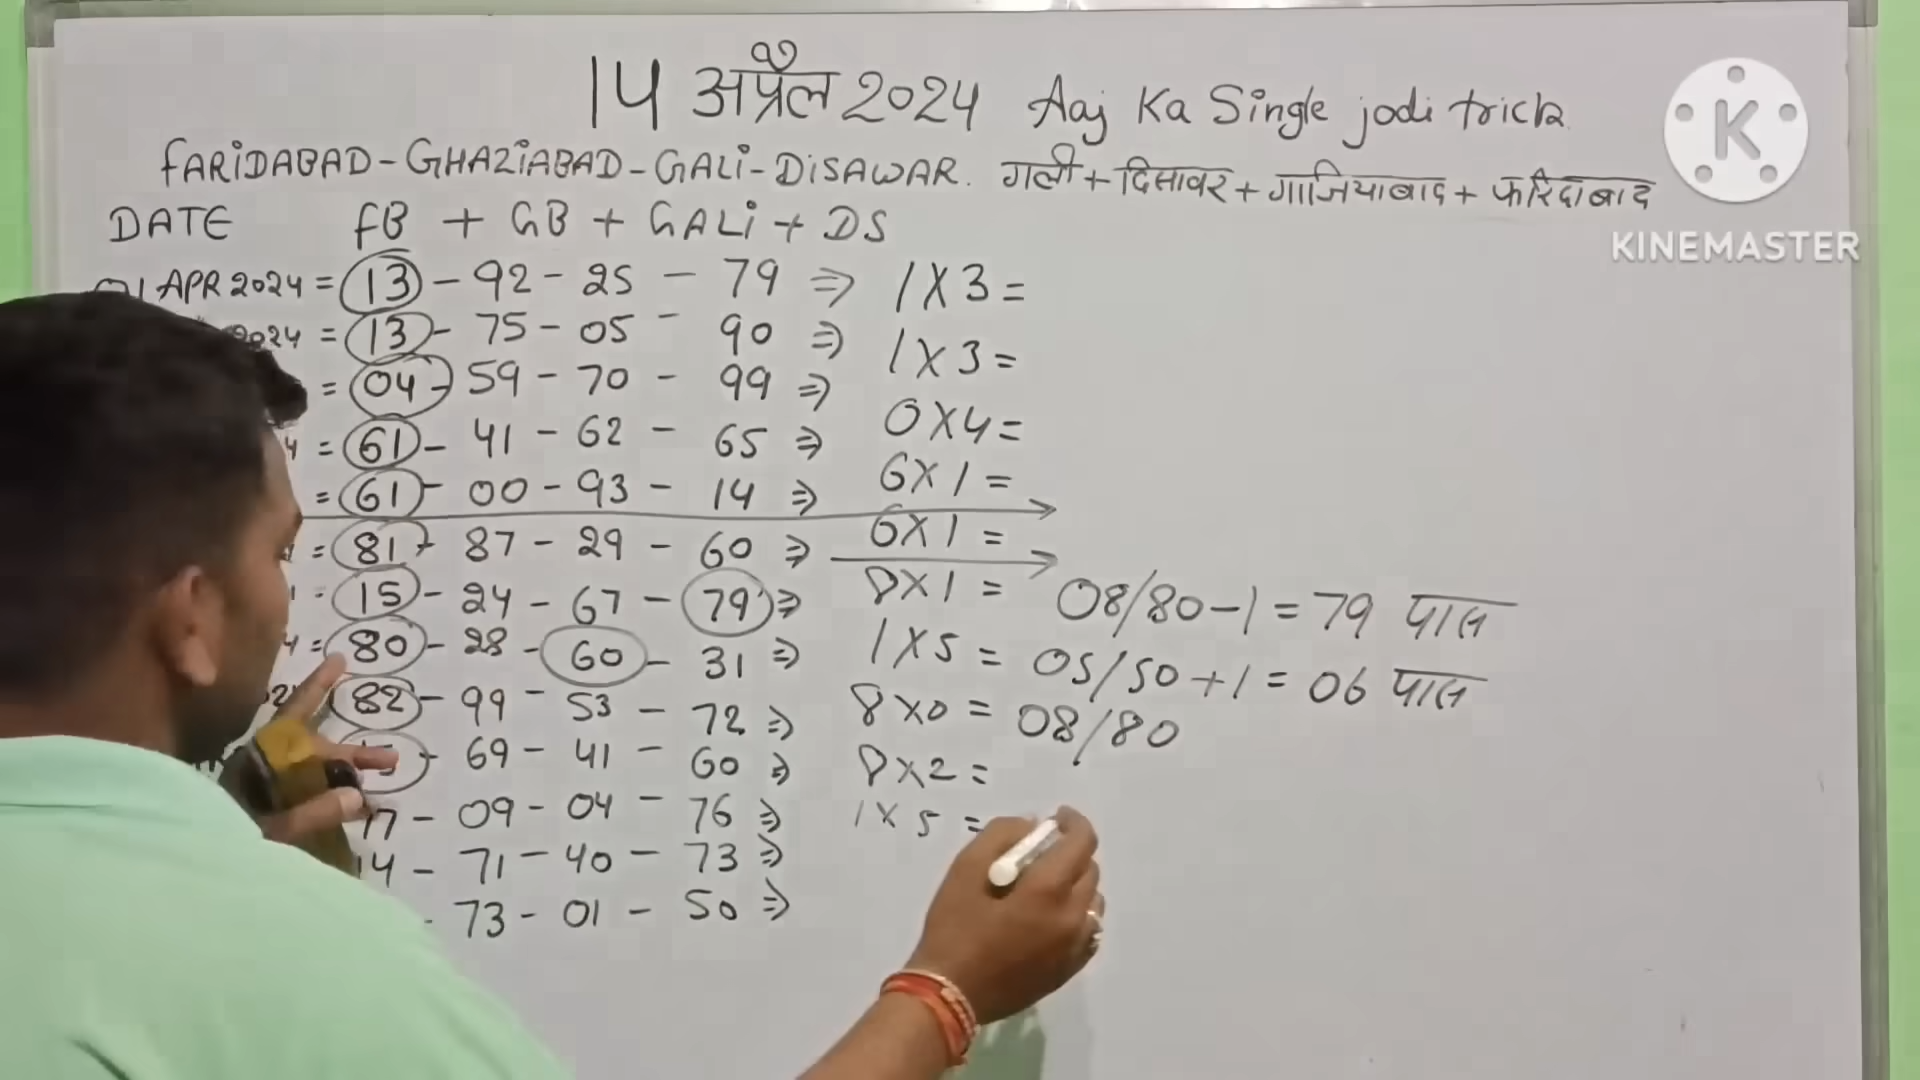 14 अप्रैल 2024 Aaj Ka Single jodi trick
FARIDABAD-GHAZIABAD-GALI-DISAWAR. गली+दिसावर+गाजियाबाद+फरिदाबाद
KINEMASTER
DATE FB + GB + GALI + DS
01 APR 2024 = 13 - 92 - 25 - 79 ⇒ 1X3=
2024 = 13 - 75 - 05 - 90 ⇒ 1X3=
= 04 - 59 - 70 - 99 ⇒ 0X4=
4 = 61 - 41 - 62 - 65 ⇒ 6X1=
= 61 - 00 - 93 - 14 ⇒ 6X1=
= 81 - 87 - 29 - 60 ⇒ 8X1= 08/80-1=79 पास
= 15 - 24 - 67 - 79 ⇒ 1X5= 05/50+1=06 पास
4 = 80 - 28 - 60 - 31 ⇒ 8X0= 08/80
82 - 99 - 53 - 72 ⇒ 8X2=
- 69 - 41 - 60 ⇒ 1X5=
17 - 09 - 04 - 76 ⇒
14 - 71 - 40 - 73 ⇒
- 73 - 01 - 50 ⇒